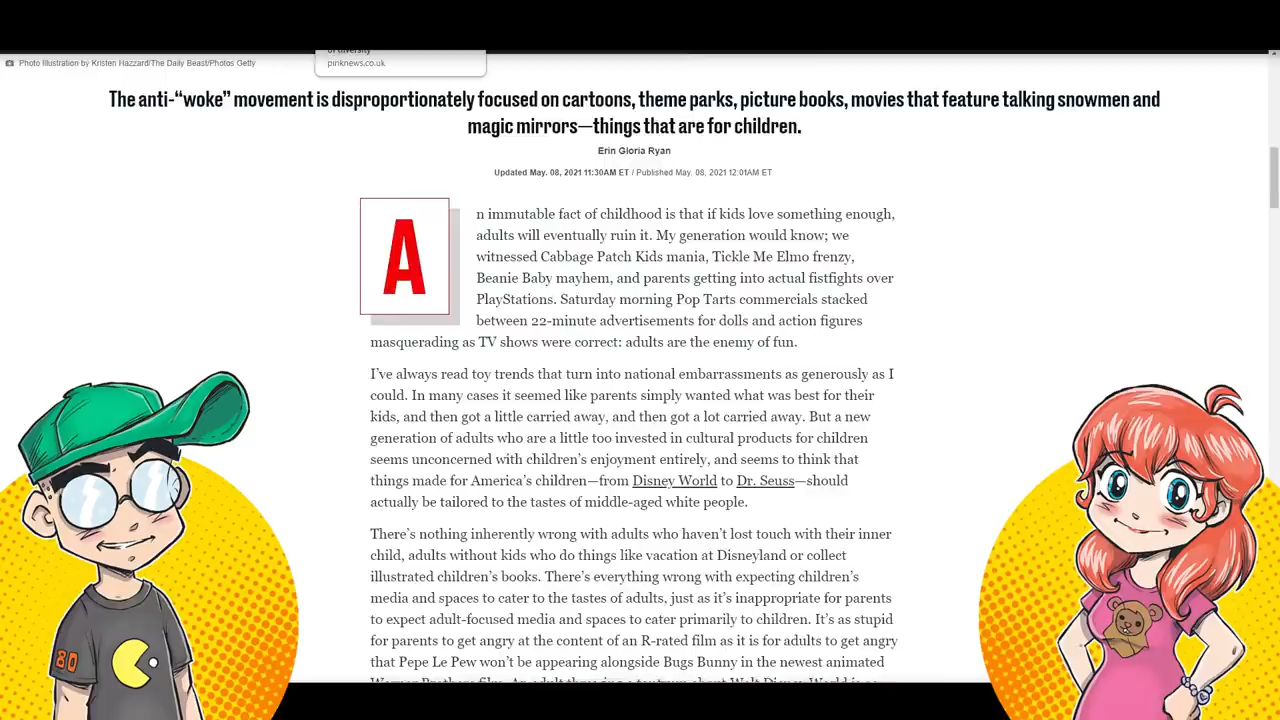 of tversity
pinknews.co.uk
Photo Illustration by Kristen Hazzard/The Daily Beast/Photos Getty
The anti-“woke” movement is disproportionately focused on cartoons, theme parks, picture books, movies that feature talking snowmen and
magic mirrors—things that are for children.
Erin Gloria Ryan
Updated May. 08, 2021 11:30AM ET / Published May. 08, 2021 12:01AM ET
A
n immutable fact of childhood is that if kids love something enough,
adults will eventually ruin it. My generation would know; we
witnessed Cabbage Patch Kids mania, Tickle Me Elmo frenzy,
Beanie Baby mayhem, and parents getting into actual fistfights over
PlayStations. Saturday morning Pop Tarts commercials stacked
between 22-minute advertisements for dolls and action figures
masquerading as TV shows were correct: adults are the enemy of fun.
I’ve always read toy trends that turn into national embarrassments as generously as I
could. In many cases it seemed like parents simply wanted what was best for their
kids, and then got a little carried away, and then got a lot carried away. But a new
generation of adults who are a little too invested in cultural products for children
seems unconcerned with children’s enjoyment entirely, and seems to think that
things made for America’s children—from Disney World to Dr. Seuss—should
actually be tailored to the tastes of middle-aged white people.
There’s nothing inherently wrong with adults who haven’t lost touch with their inner
child, adults without kids who do things like vacation at Disneyland or collect
illustrated children’s books. There’s everything wrong with expecting children’s
media and spaces to cater to the tastes of adults, just as it’s inappropriate for parents
to expect adult-focused media and spaces to cater primarily to children. It’s as stupid
for parents to get angry at the content of an R-rated film as it is for adults to get angry
that Pepe Le Pew won’t be appearing alongside Bugs Bunny in the newest animated
80